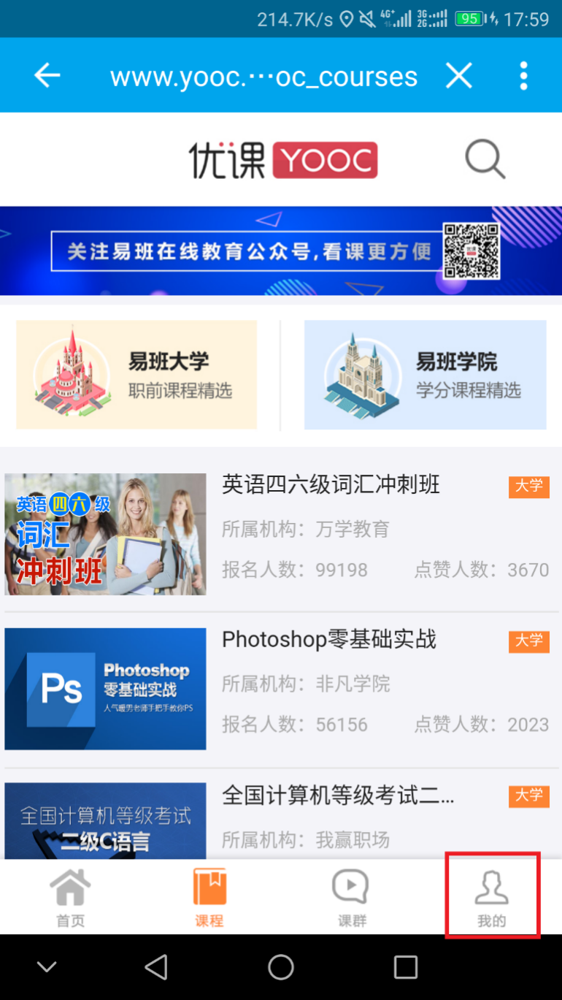 214.7K/s 4G+ 3G 2G 95 17:59
www.yooc.···oc_courses
优课 YOOC
关注易班在线教育公众号,看课更方便
易班大学
职前课程精选
易班学院
学分课程精选
英语四六级
词汇
冲刺班
英语四六级词汇冲刺班
大学
所属机构：万学教育
报名人数：99198
点赞人数：3670
Ps
Photoshop
零基础实战
人气暖男老师手把手教你PS
Photoshop零基础实战
大学
所属机构：非凡学院
报名人数：56156
点赞人数：2023
全国计算机等级考试
二级C语言
全国计算机等级考试二...
大学
所属机构：我赢职场
首页
课程
课群
我的